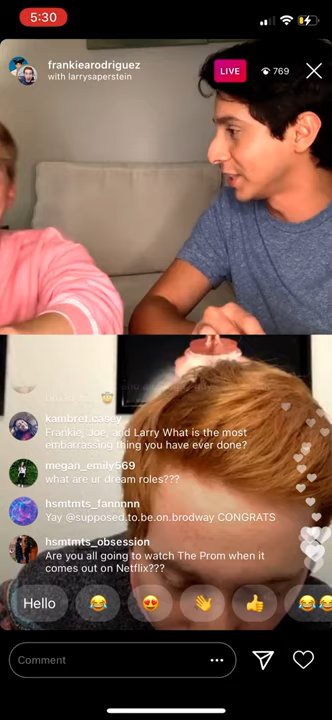 5:30
frankiearodriguez
with larrysaperstein
LIVE
769
kambret.casey
Frankie, Joe, and Larry What is the most
embarrassing thing you have ever done?
megan_emily569
what are ur dream roles???
hsmtmts_fannnnn
Yay @supposed.to.be.on.brodway CONGRATS
hsmtmts_obsession
Are you all going to watch The Prom when it
comes out on Netflix???
Hello
Comment